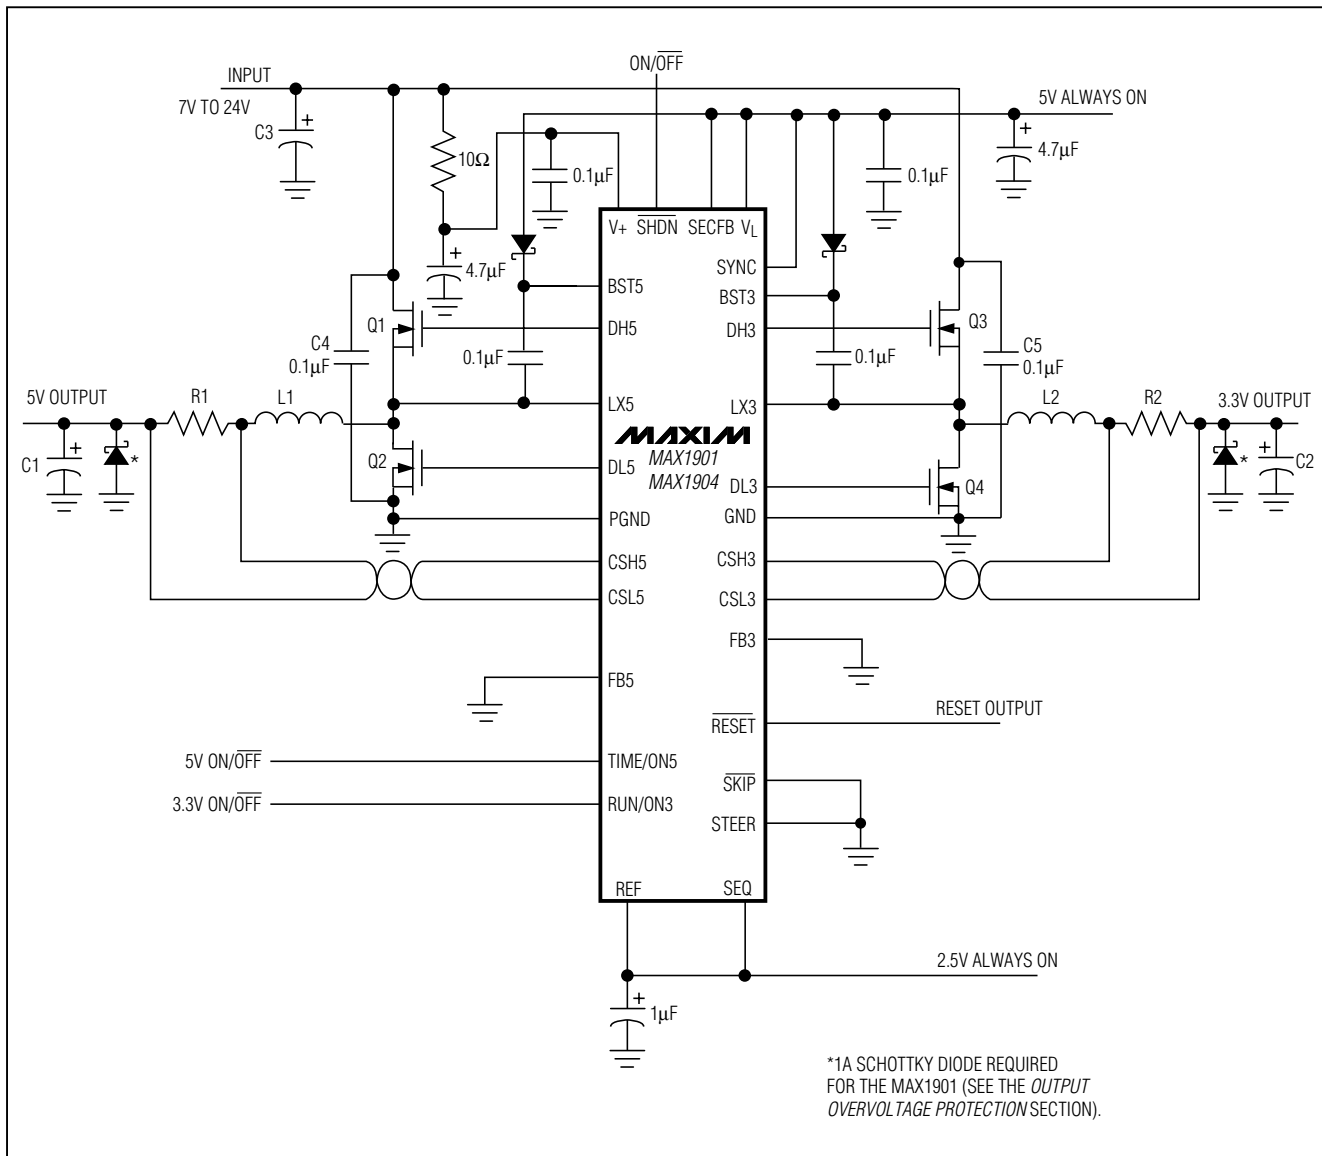 ON/OFF
INPUT
7V TO 24V
5V ALWAYS ON
C3
+
10Ω
0.1µF
0.1µF
+
4.7µF
V+
SHDN
SECFB
VL
+
4.7µF
SYNC
BST5
BST3
Q1
DH5
DH3
Q3
C4
0.1µF
0.1µF
0.1µF
C5
0.1µF
5V OUTPUT
R1
L1
LX5
LX3
L2
R2
3.3V OUTPUT
MAXIM
MAX1901
MAX1904
C1
+
*
Q2
DL5
DL3
Q4
*
+
C2
PGND
GND
CSH5
CSH3
CSL5
CSL3
FB3
FB5
RESET
RESET OUTPUT
5V ON/OFF
TIME/ON5
SKIP
3.3V ON/OFF
RUN/ON3
STEER
REF
SEQ
2.5V ALWAYS ON
+
1µF
*1A SCHOTTKY DIODE REQUIRED
FOR THE MAX1901 (SEE THE OUTPUT
OVERVOLTAGE PROTECTION SECTION).